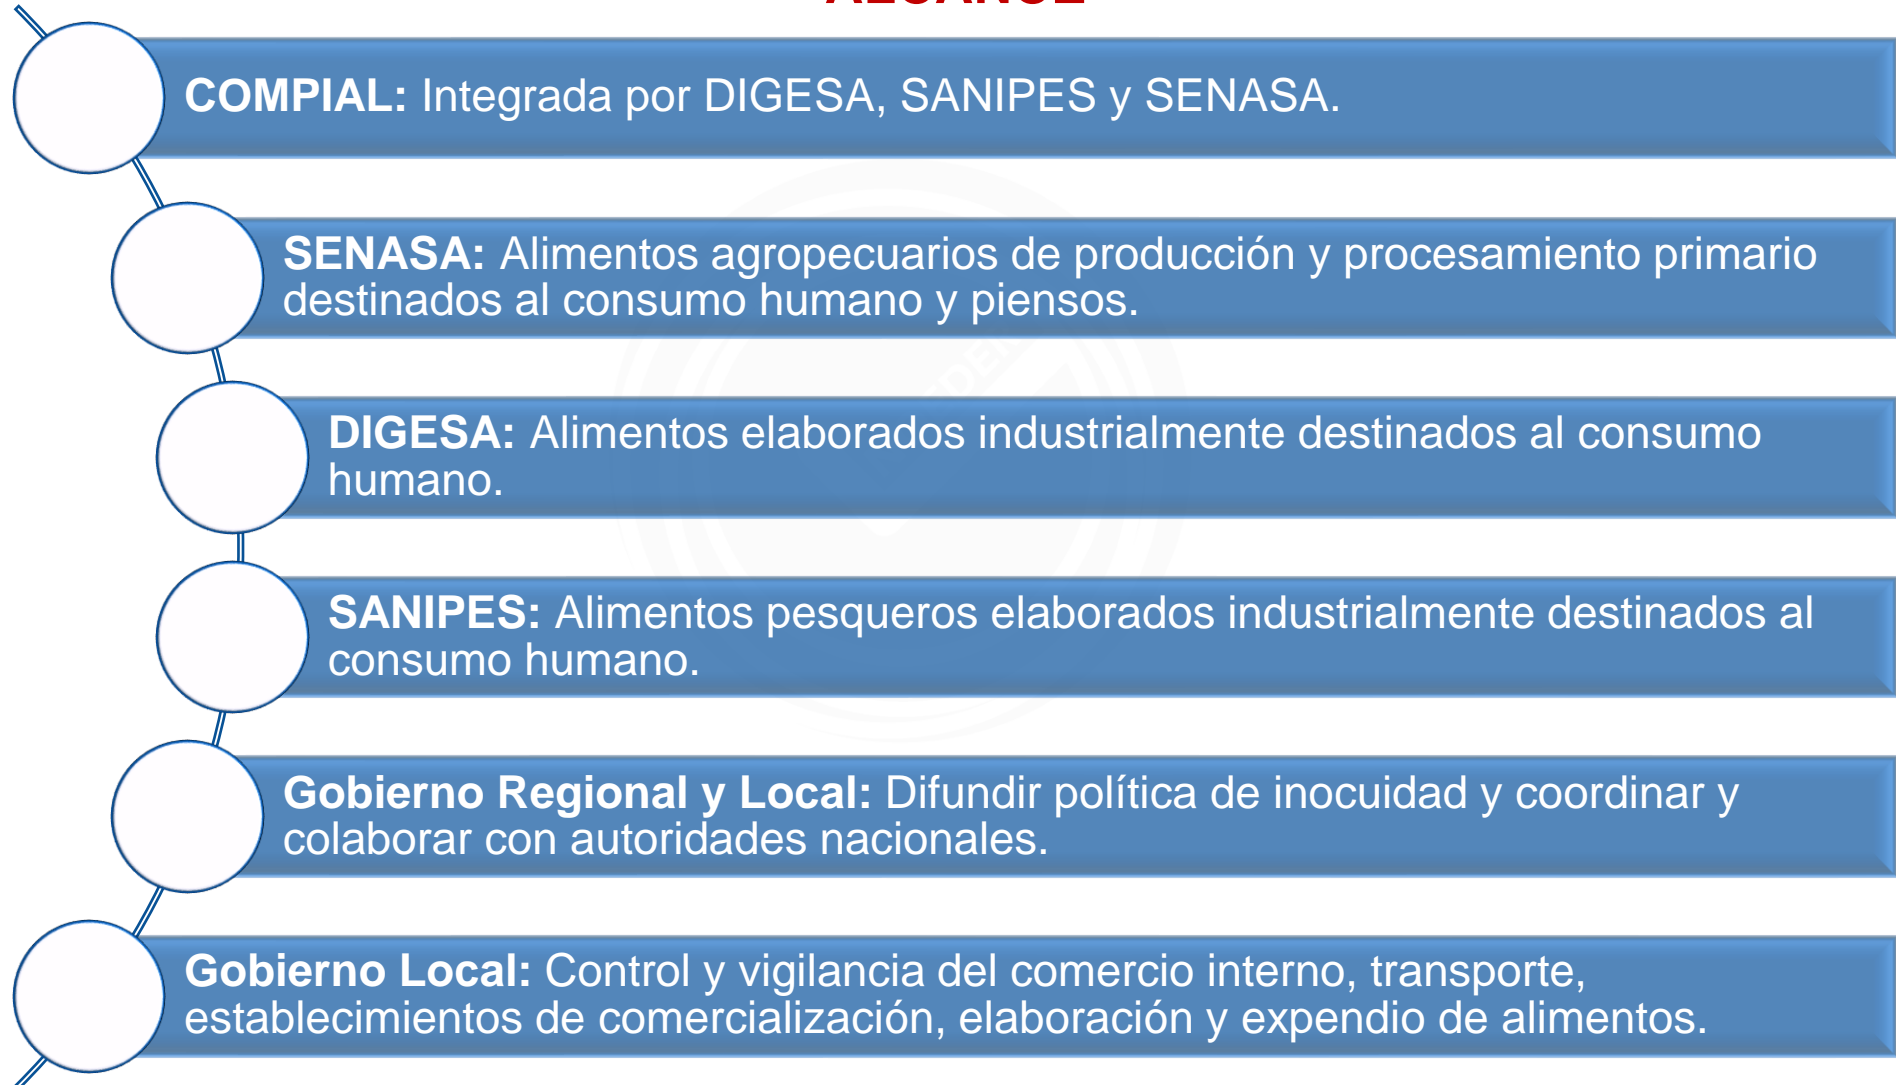 ALCANCE
COMPIAL: Integrada por DIGESA, SANIPES y SENASA.
SENASA: Alimentos agropecuarios de producción y procesamiento primario
destinados al consumo humano y piensos.
DIGESA: Alimentos elaborados industrialmente destinados al consumo
humano.
SANIPES: Alimentos pesqueros elaborados industrialmente destinados al
consumo humano.
Gobierno Regional y Local: Difundir política de inocuidad y coordinar y
colaborar con autoridades nacionales.
Gobierno Local: Control y vigilancia del comercio interno, transporte,
establecimientos de comercialización, elaboración y expendio de alimentos.